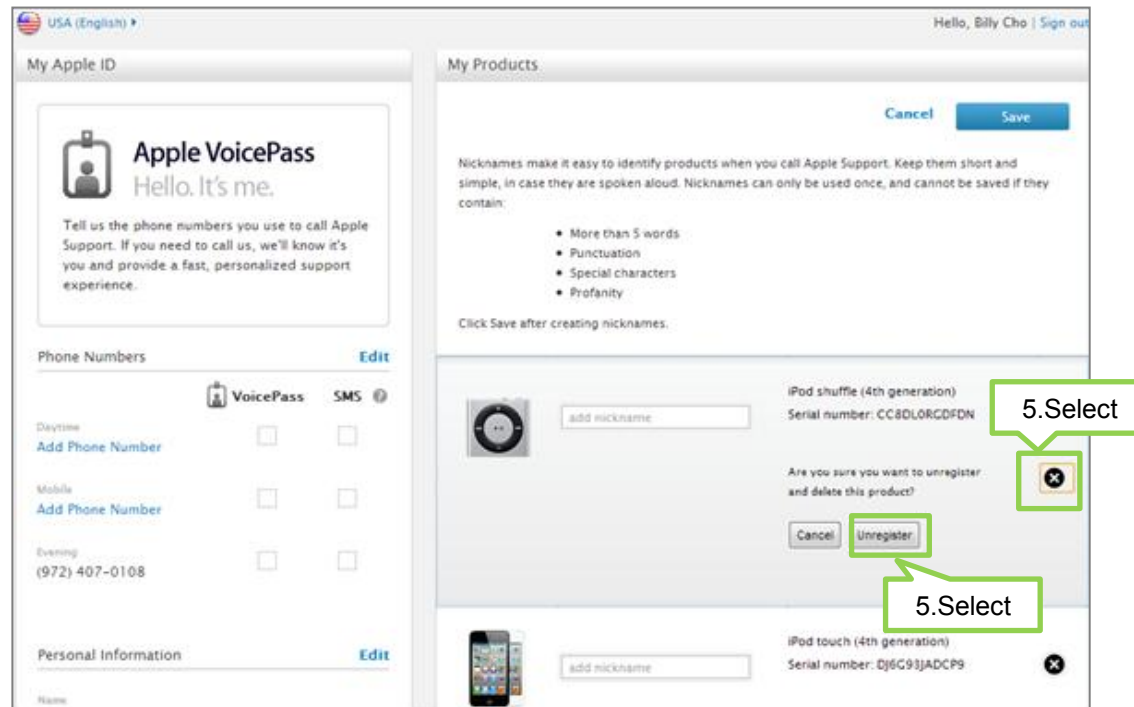 USA (English)
Hello, Billy Cho | Sign out
My Apple ID
Apple VoicePass
Hello. It's me.
Tell us the phone numbers you use to call Apple
Support. If you need to call us, we'll know it's
you and provide a fast, personalized support
experience.
Phone Numbers Edit
VoicePass SMS ?
Daytime
Add Phone Number
Mobile
Add Phone Number
Evening
(972) 407-0108
Personal Information Edit
Name
My Products
Cancel Save
Nicknames make it easy to identify products when you call Apple Support. Keep them short and
simple, in case they are spoken aloud. Nicknames can only be used once, and cannot be saved if they
contain:
• More than 5 words
• Punctuation
• Special characters
• Profanity
Click Save after creating nicknames.
add nickname
iPod shuffle (4th generation)
Serial number: CC8DL0RGDFDN
5.Select
Are you sure you want to unregister
and delete this product?
Cancel Unregister
5.Select
add nickname
iPod touch (4th generation)
Serial number: DJ6G93JADCP9